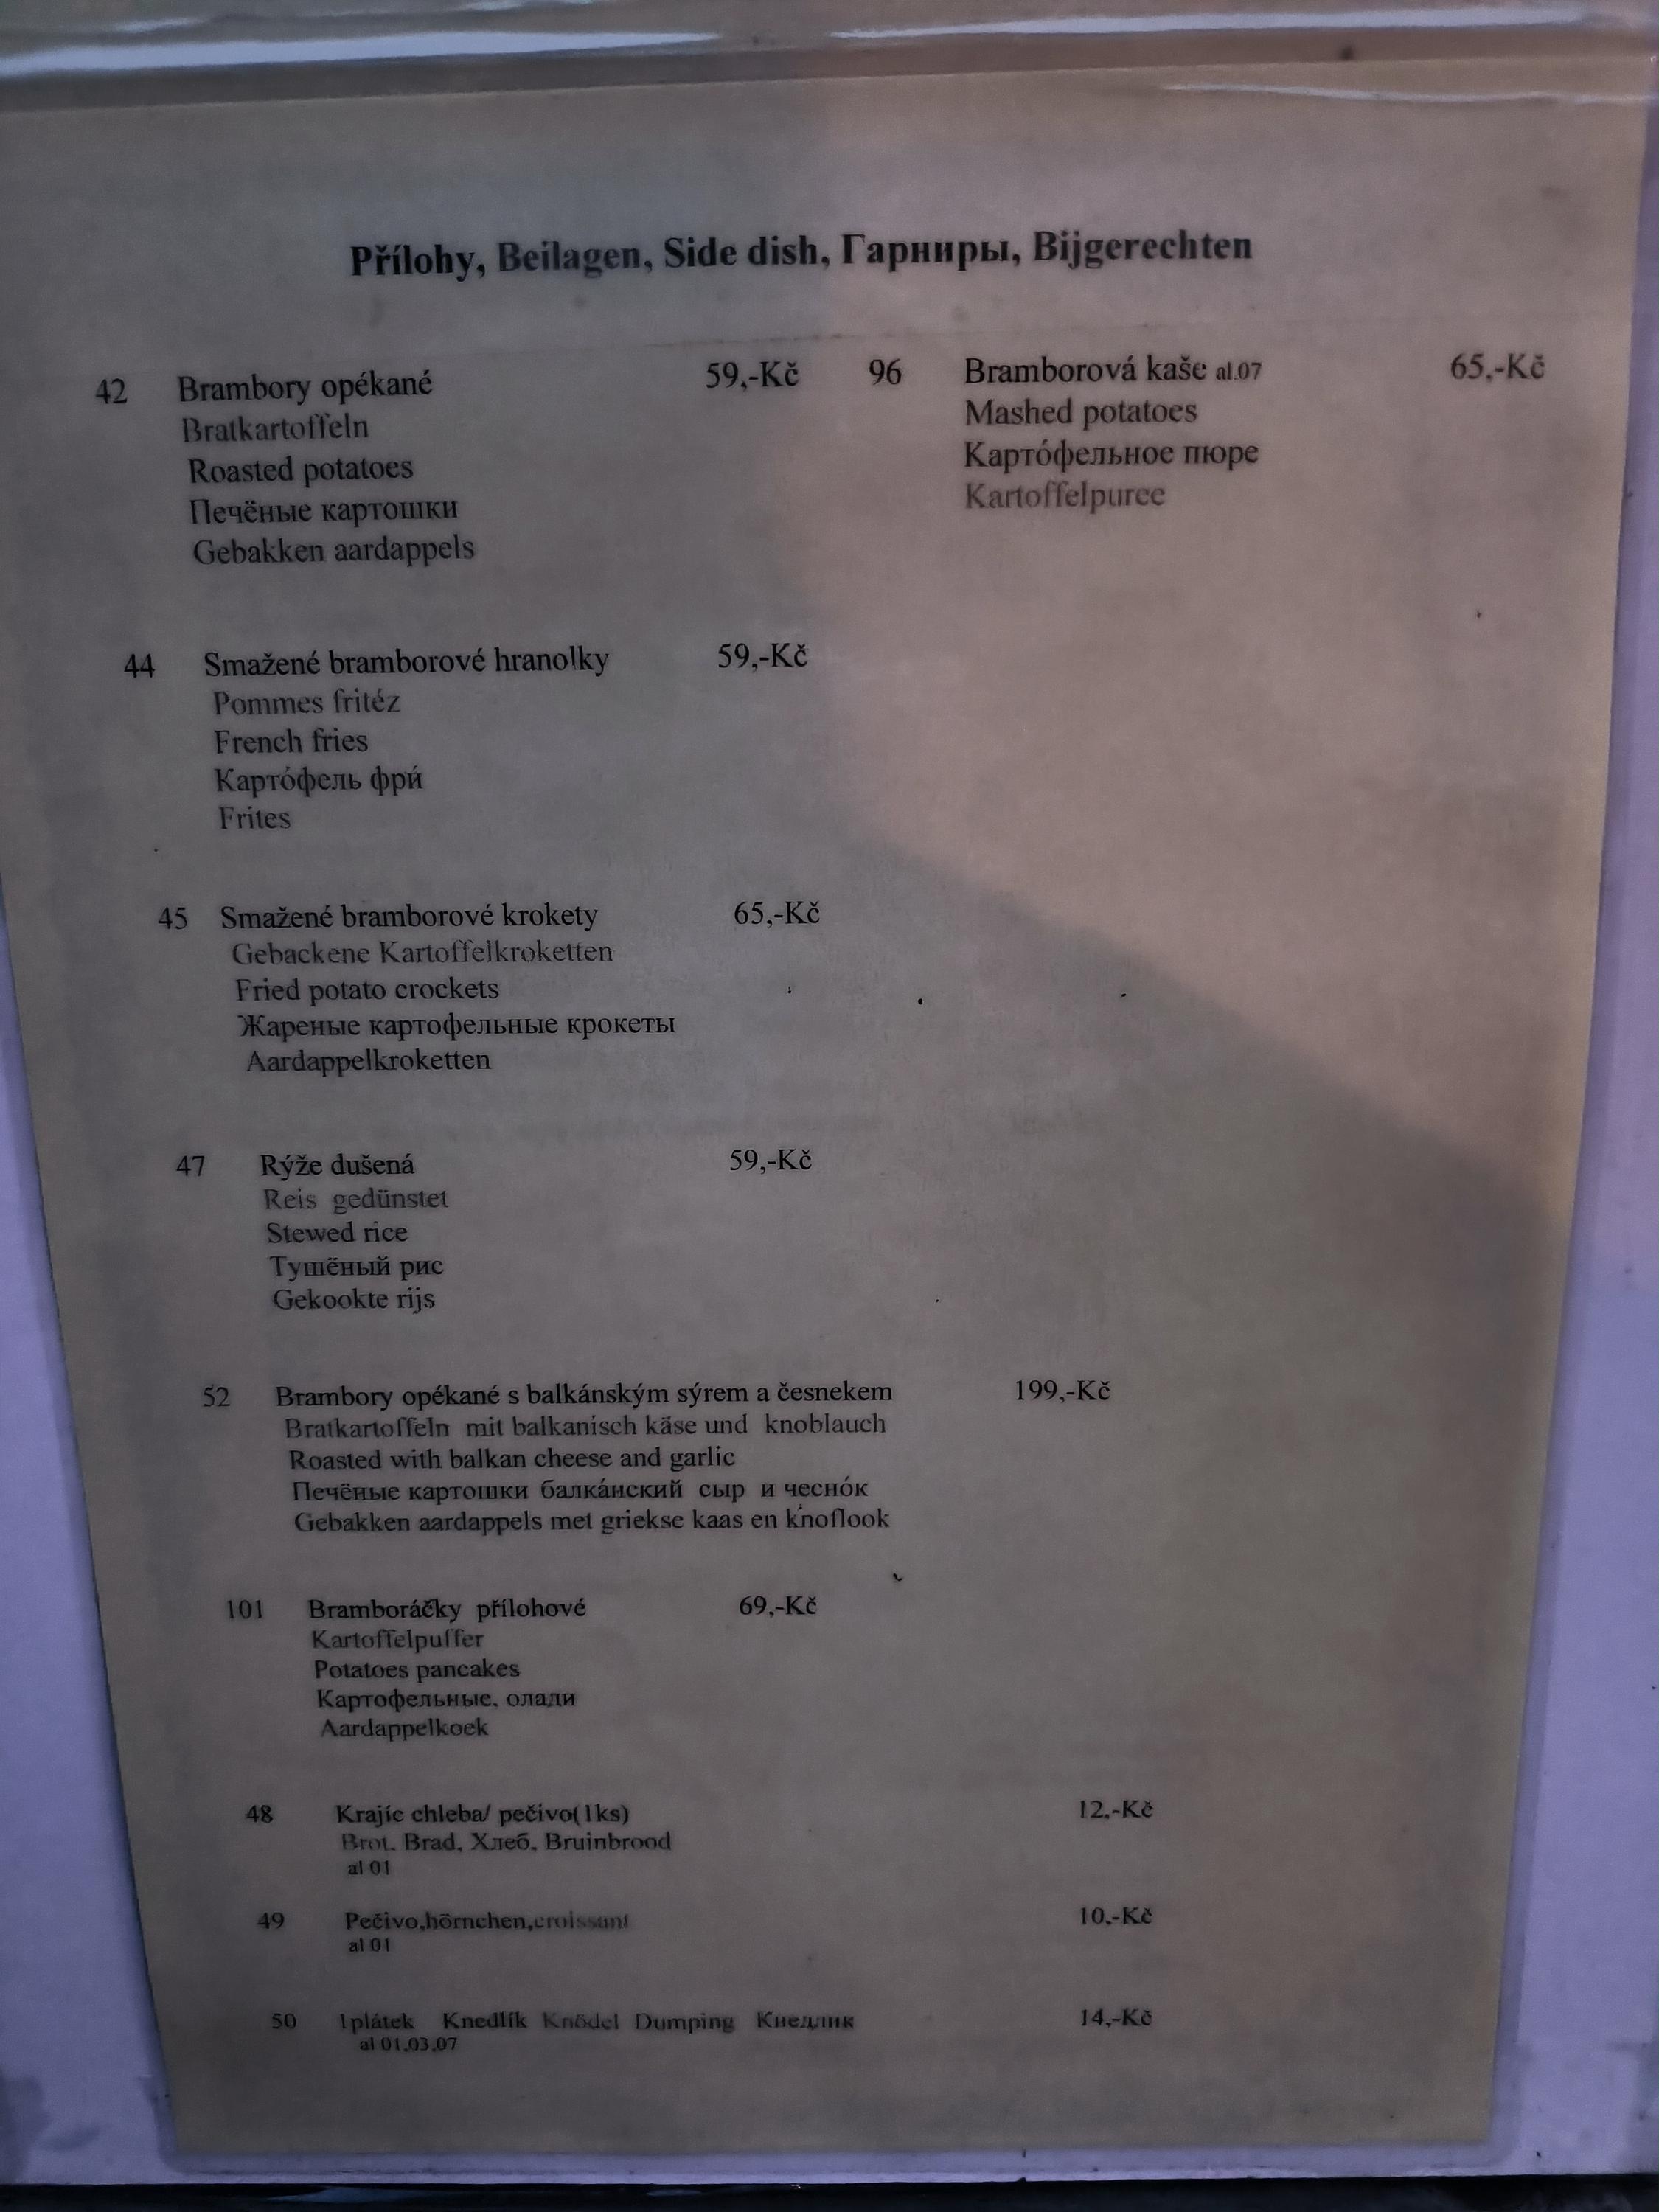 Přílohy, Beilagen, Side dish, Гарниры, Bijgerechten
42 Brambory opékané 59,-Kč
Bratkartoffeln
Roasted potatoes
Печёные картошки
Gebakken aardappels
96 Bramborová kaše al.07 65,-Kč
Mashed potatoes
Картóфельное пюре
Kartoffelpuree
44 Smažené bramborové hranolky 59,-Kč
Pommes fritéz
French fries
Картóфель фрй
Frites
45 Smažené bramborové krokety 65,-Kč
Gebackene Kartoffelkroketten
Fried potato crockets
Жареные картофельные крокеты
Aardappelkroketten
47 Rýže dušená 59,-Kč
Reis gedünstet
Stewed rice
Тушёный рис
Gekookte rijs
52 Brambory opékané s balkánským sýrem a česnekem 199,-Kč
Bratkartoffeln mit balkanisch käse und knoblauch
Roasted with balkan cheese and garlic
Печёные картошки балкáнский сыр и чеснóк
Gebakken aardappels met griekse kaas en knoflook
101 Bramboráčky přílohové 69,-Kč
Kartoffelpuffer
Potatoes pancakes
Картофельные, олади
Aardappelkoek
48 Krajíc chleba/ pečivo(1ks) 12,-Kč
Brot, Brad, Хлеб, Bruinbrood
al 01
49 Pečivo,hörnchen,croissant 10,-Kč
al 01
50 1plátek Knedlík Knödel Dumping Кнедлик 14,-Kč
al 01,03,07